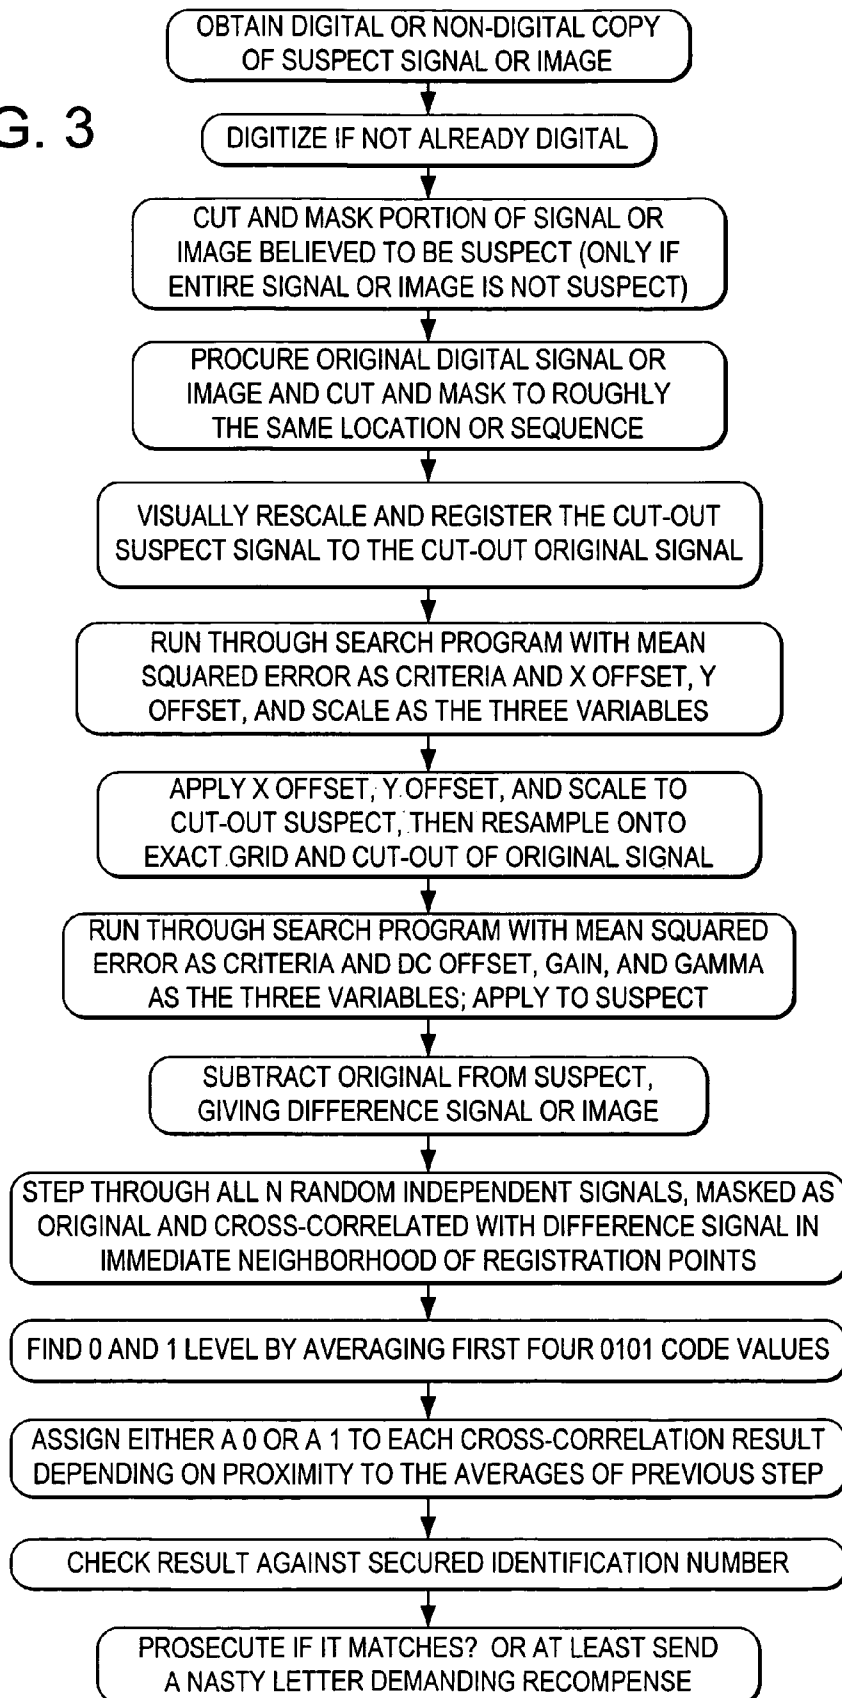 OBTAIN DIGITAL OR NON-DIGITAL COPY
OF SUSPECT SIGNAL OR IMAGE
G. 3
DIGITIZE IF NOT ALREADY DIGITAL
CUT AND MASK PORTION OF SIGNAL OR
IMAGE BELIEVED TO BE SUSPECT (ONLY IF
ENTIRE SIGNAL OR IMAGE IS NOT SUSPECT)
PROCURE ORIGINAL DIGITAL SIGNAL OR
IMAGE AND CUT AND MASK TO ROUGHLY
THE SAME LOCATION OR SEQUENCE
VISUALLY RESCALE AND REGISTER THE CUT-OUT
SUSPECT SIGNAL TO THE CUT-OUT ORIGINAL SIGNAL
RUN THROUGH SEARCH PROGRAM WITH MEAN
SQUARED ERROR AS CRITERIA AND X OFFSET, Y
OFFSET, AND SCALE AS THE THREE VARIABLES
APPLY X OFFSET, Y OFFSET, AND SCALE TO
CUT-OUT SUSPECT, THEN RESAMPLE ONTO
EXACT GRID AND CUT-OUT OF ORIGINAL SIGNAL
RUN THROUGH SEARCH PROGRAM WITH MEAN SQUARED
ERROR AS CRITERIA AND DC OFFSET, GAIN, AND GAMMA
AS THE THREE VARIABLES; APPLY TO SUSPECT
SUBTRACT ORIGINAL FROM SUSPECT,
GIVING DIFFERENCE SIGNAL OR IMAGE
STEP THROUGH ALL N RANDOM INDEPENDENT SIGNALS, MASKED AS
ORIGINAL AND CROSS-CORRELATED WITH DIFFERENCE SIGNAL IN
IMMEDIATE NEIGHBORHOOD OF REGISTRATION POINTS
FIND 0 AND 1 LEVEL BY AVERAGING FIRST FOUR 0101 CODE VALUES
ASSIGN EITHER A 0 OR A 1 TO EACH CROSS-CORRELATION RESULT
DEPENDING ON PROXIMITY TO THE AVERAGES OF PREVIOUS STEP
CHECK RESULT AGAINST SECURED IDENTIFICATION NUMBER
PROSECUTE IF IT MATCHES? OR AT LEAST SEND
A NASTY LETTER DEMANDING RECOMPENSE